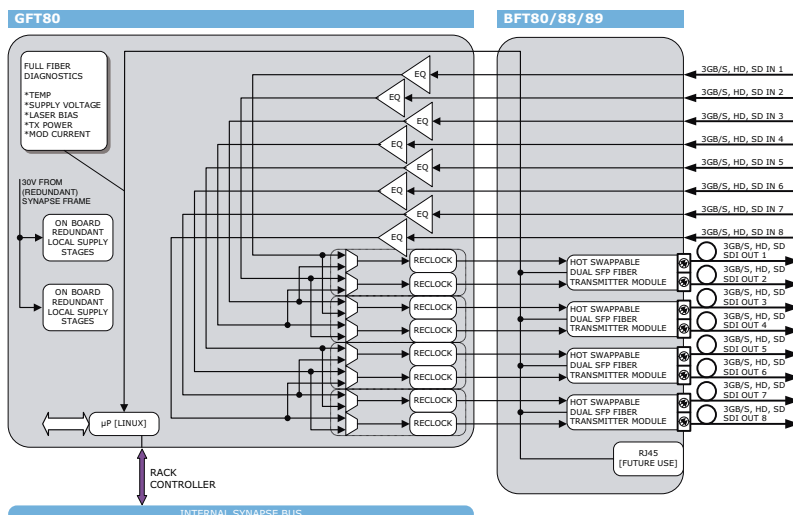 GFT80
BFT80/88/89
FULL FIBER
DIAGNOSTICS
*TEMP
*SUPPLY VOLTAGE
*LASER BIAS
*TX POWER
*MOD CURRENT
30V FROM
(REDUNDANT)
SYNAPSE FRAME
ON BOARD
REDUNDANT
LOCAL SUPPLY
STAGES
ON BOARD
REDUNDANT
LOCAL SUPPLY
STAGES
µP [LINUX]
RACK
CONTROLLER
INTERNAL SYNAPSE BUS
EQ
EQ
EQ
EQ
EQ
EQ
EQ
EQ
RECLOCK
RECLOCK
RECLOCK
RECLOCK
RECLOCK
RECLOCK
RECLOCK
RECLOCK
HOT SWAPPABLE
DUAL SFP FIBER
TRANSMITTER MODULE
HOT SWAPPABLE
DUAL SFP FIBER
TRANSMITTER MODULE
HOT SWAPPABLE
DUAL SFP FIBER
TRANSMITTER MODULE
HOT SWAPPABLE
DUAL SFP FIBER
TRANSMITTER MODULE
RJ45
[FUTURE USE]
3GB/S, HD, SD IN 1
3GB/S, HD, SD IN 2
3GB/S, HD, SD IN 3
3GB/S, HD, SD IN 4
3GB/S, HD, SD IN 5
3GB/S, HD, SD IN 6
3GB/S, HD, SD IN 7
3GB/S, HD, SD IN 8
3GB/S, HD, SD
SDI OUT 1
3GB/S, HD, SD
SDI OUT 2
3GB/S, HD, SD
SDI OUT 3
3GB/S, HD, SD
SDI OUT 4
3GB/S, HD, SD
SDI OUT 5
3GB/S, HD, SD
SDI OUT 6
3GB/S, HD, SD
SDI OUT 7
3GB/S, HD, SD
SDI OUT 8